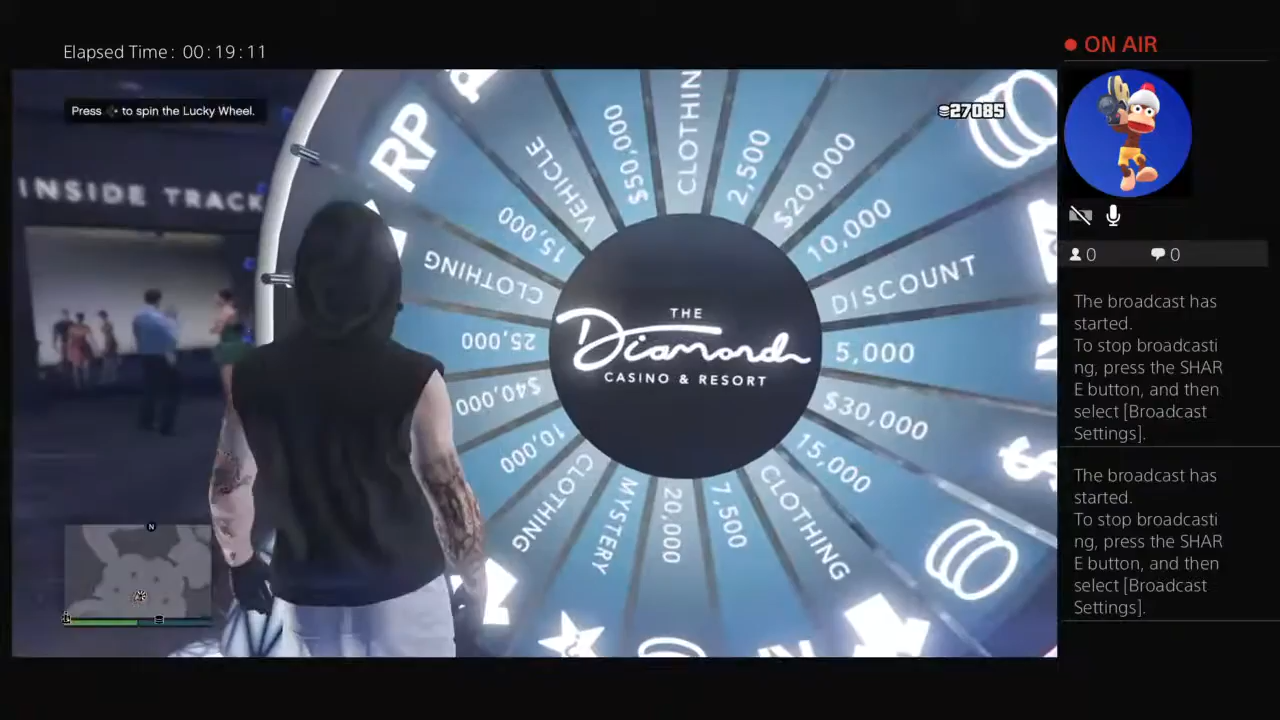 Elapsed Time: 00:19:11
ON AIR
Press to spin the Lucky Wheel.
27085
INSIDE TRACK
RP
VEHICLE
$50,000
CLOTHIN
2,500
$20,000
10,000
DISCOUNT
5,000
$30,000
15,000
CLOTHING
7,500
20,000
MYSTERY
CLOTHING
10,000
$40,000
25,000
CLOTHING
15,000
THE
Diamond
CASINO & RESORT
N
0
0
The broadcast has
started.
To stop broadcasti
ng, press the SHAR
E button, and then
select [Broadcast
Settings].
The broadcast has
started.
To stop broadcasti
ng, press the SHAR
E button, and then
select [Broadcast
Settings].